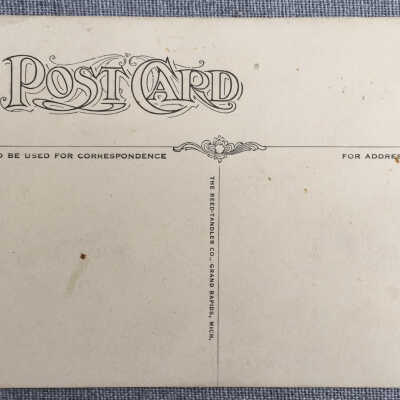 POST CARD
O BE USED FOR CORRESPONDENCE
FOR ADDRES
THE REED-TANDLER CO., GRAND RAPIDS, MICH.